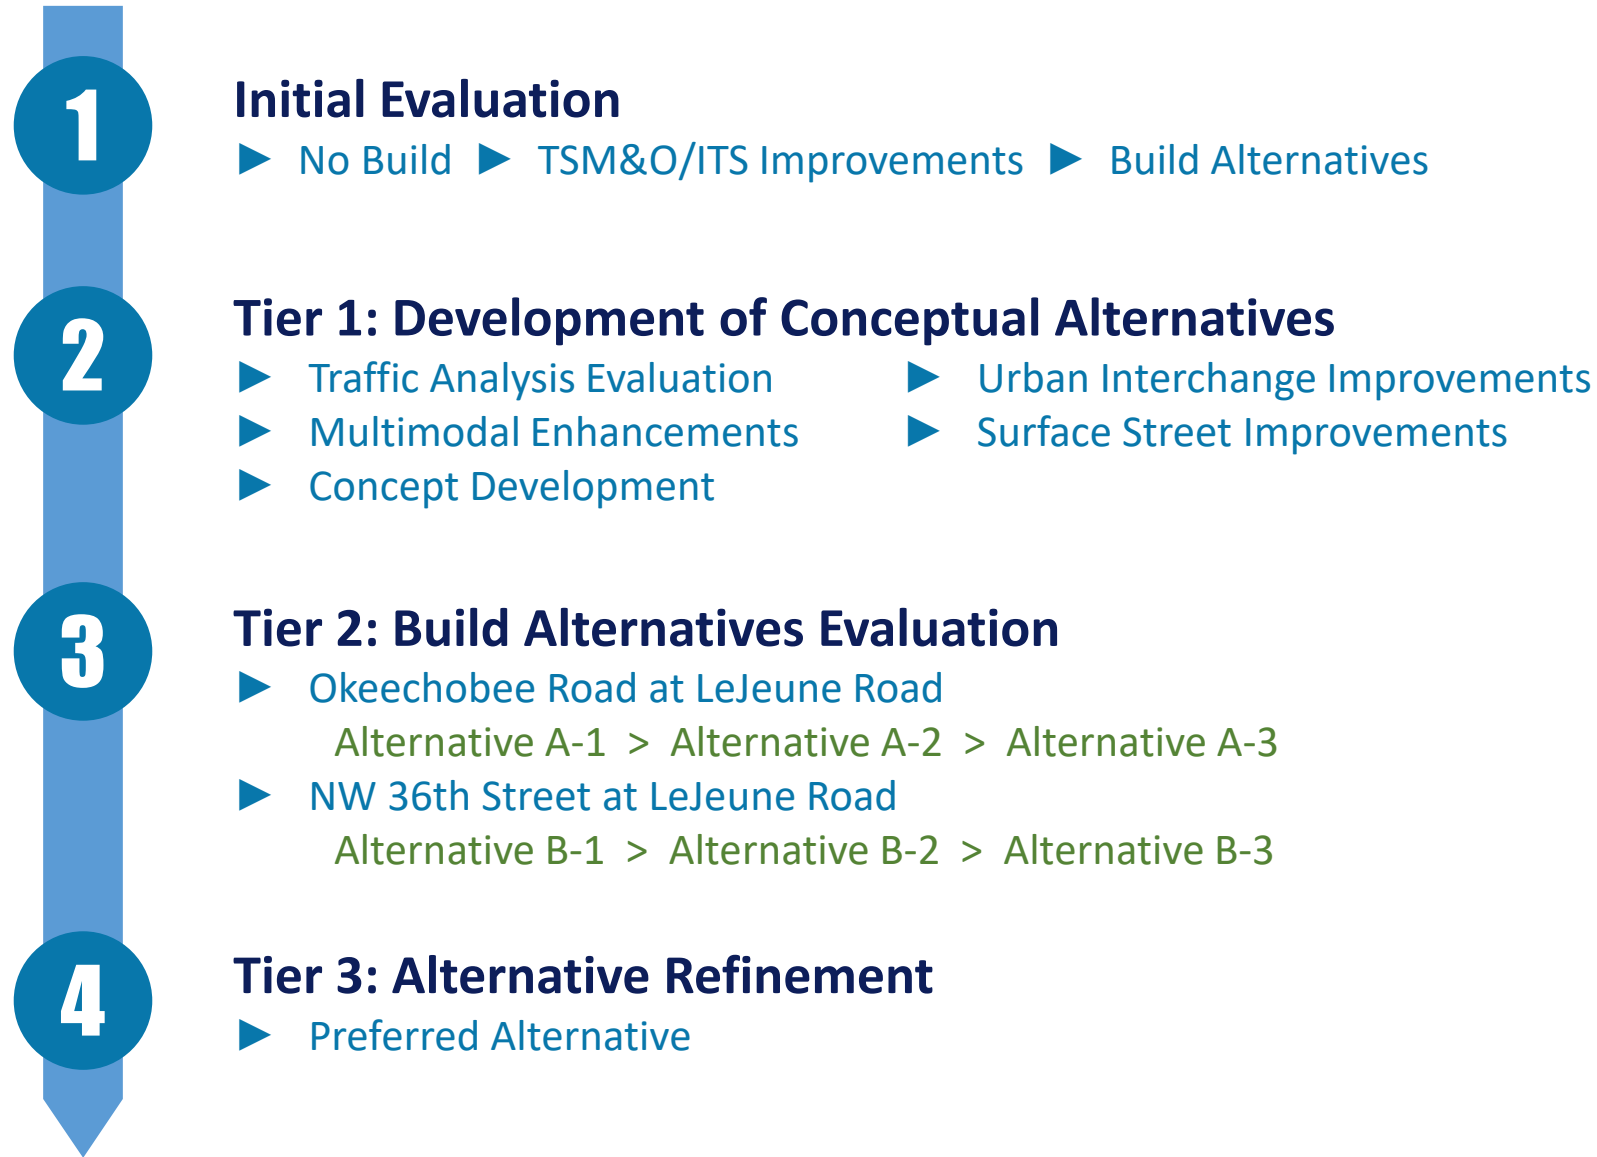 1
Initial Evaluation
► No Build ► TSM&O/ITS Improvements ► Build Alternatives
2
Tier 1: Development of Conceptual Alternatives
► Traffic Analysis Evaluation
► Multimodal Enhancements
► Concept Development
► Urban Interchange Improvements
► Surface Street Improvements
3
Tier 2: Build Alternatives Evaluation
► Okeechobee Road at LeJeune Road
Alternative A-1 > Alternative A-2 > Alternative A-3
► NW 36th Street at LeJeune Road
Alternative B-1 > Alternative B-2 > Alternative B-3
4
Tier 3: Alternative Refinement
► Preferred Alternative